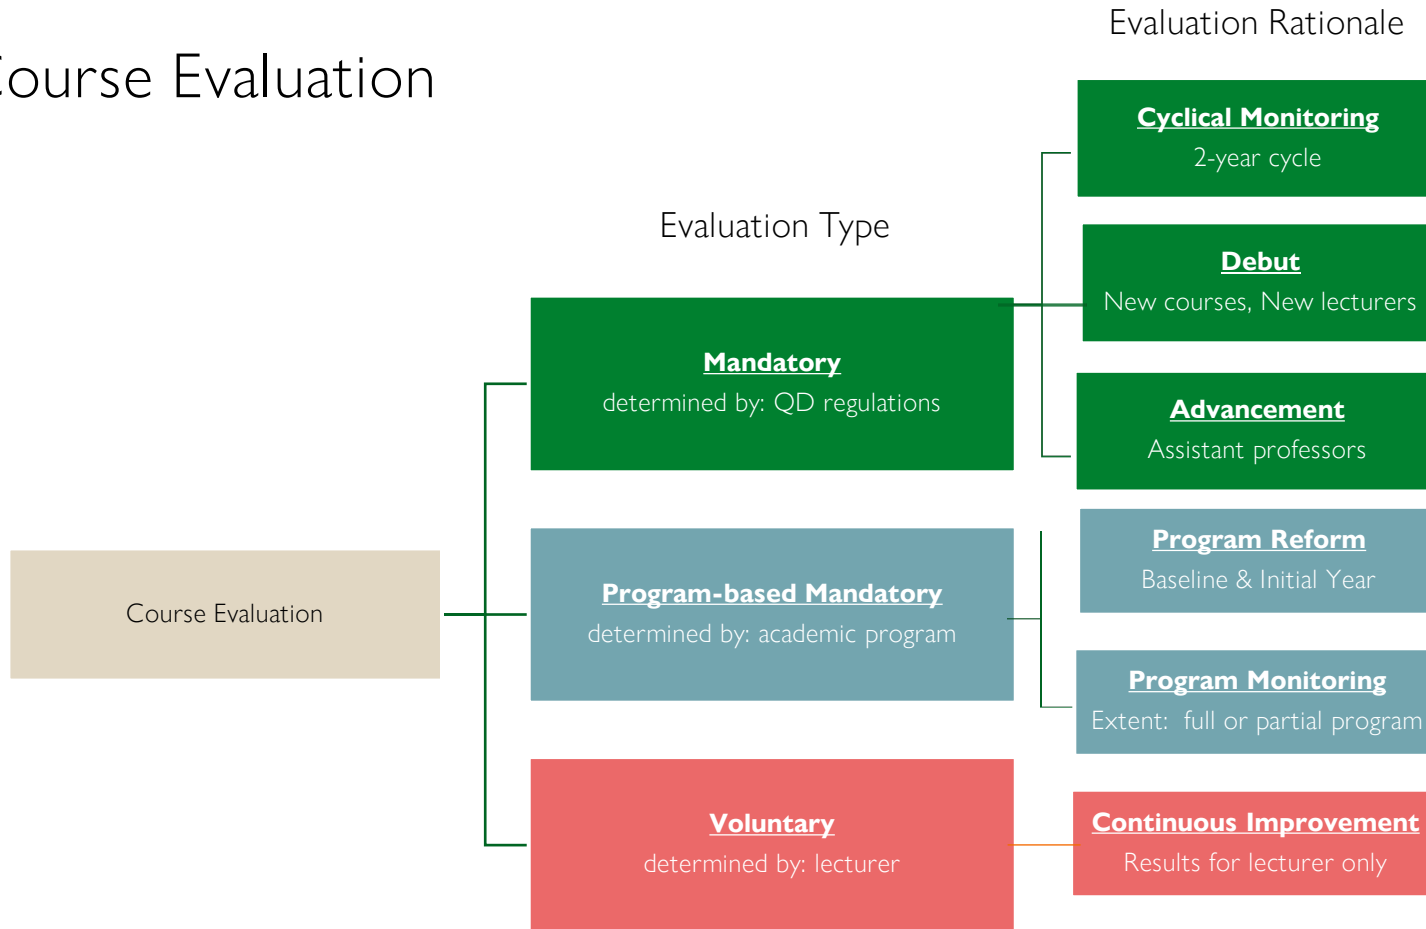 ourse Evaluation
Evaluation Rationale
Evaluation Type
Course Evaluation
Mandatory
determined by: QD regulations
Program-based Mandatory
determined by: academic program
Voluntary
determined by: lecturer
Cyclical Monitoring
2-year cycle
Debut
New courses, New lecturers
Advancement
Assistant professors
Program Reform
Baseline & Initial Year
Program Monitoring
Extent: full or partial program
Continuous Improvement
Results for lecturer only